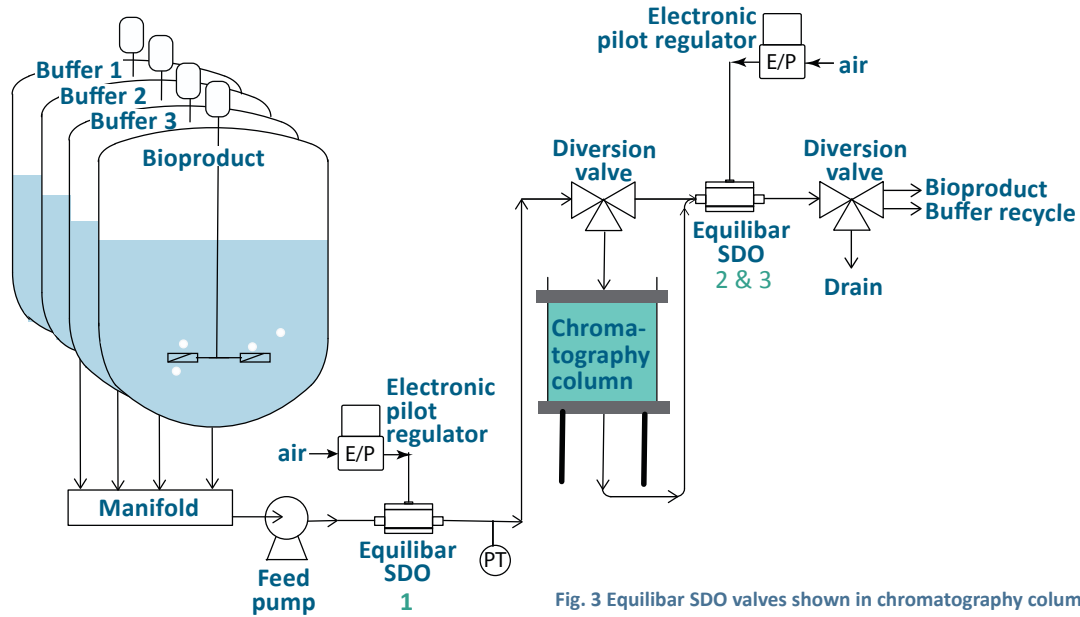 Buffer 1
Buffer 2
Buffer 3
Bioproduct
Manifold
Feed
pump
air
E/P
Electronic
pilot
regulator
Equilibar
SDO
1
PT
Diversion
valve
Chroma-
tography
column
Electronic
pilot regulator
E/P
air
Equilibar
SDO
2 & 3
Diversion
valve
Bioproduct
Buffer recycle
Drain
Fig. 3 Equilibar SDO valves shown in chromatography colum